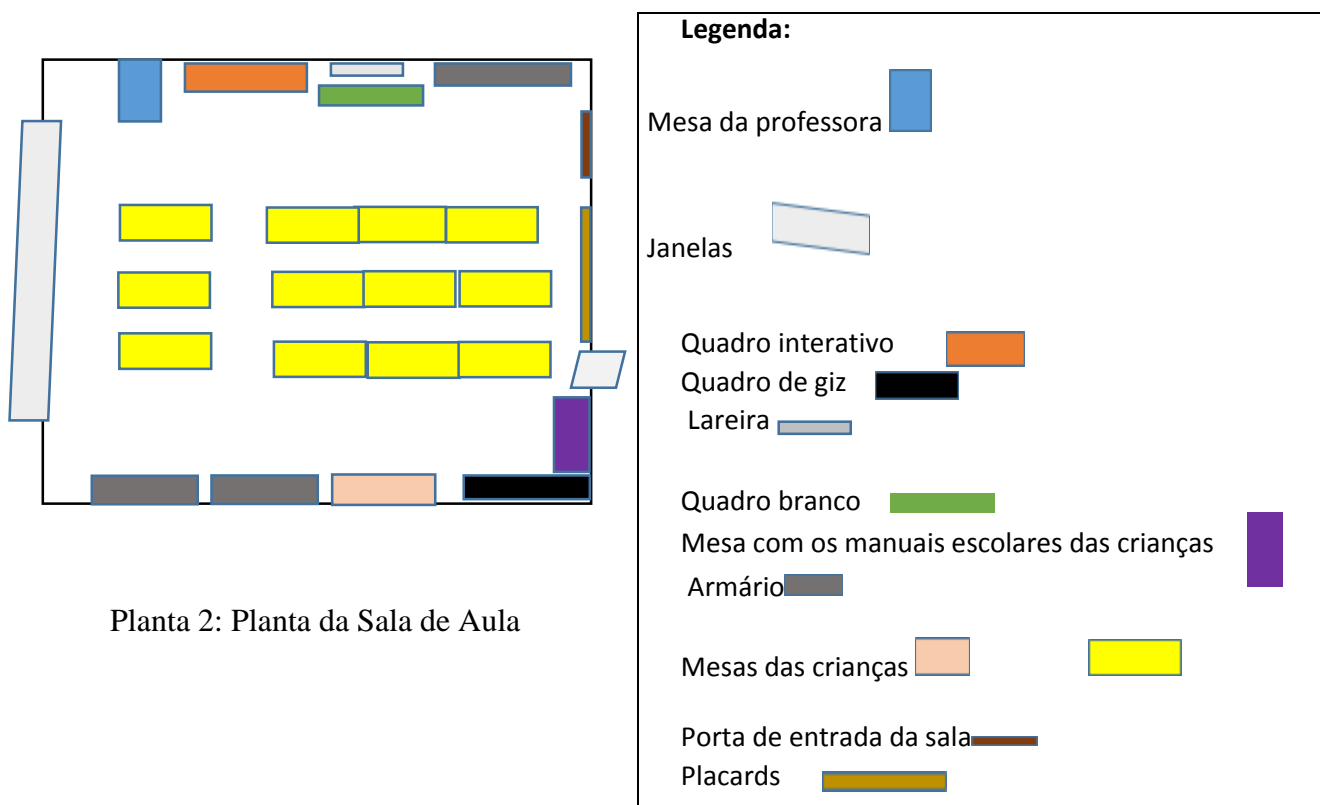 Legenda:
Mesa da professora
Janelas
Quadro interativo
Quadro de giz
Lareira
Quadro branco
Mesa com os manuais escolares das crianças
Armário
Mesas das crianças
Porta de entrada da sala
Placards
Planta 2: Planta da Sala de Aula